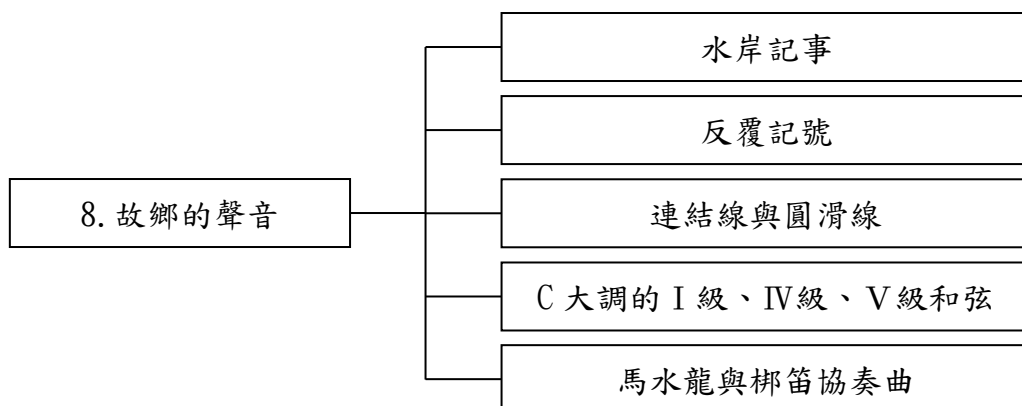 水岸記事
反覆記號
8.故鄉的聲音
連結線與圓滑線
C 大調的Ⅰ級、Ⅳ級、Ⅴ級和弦
馬水龍與梆笛協奏曲